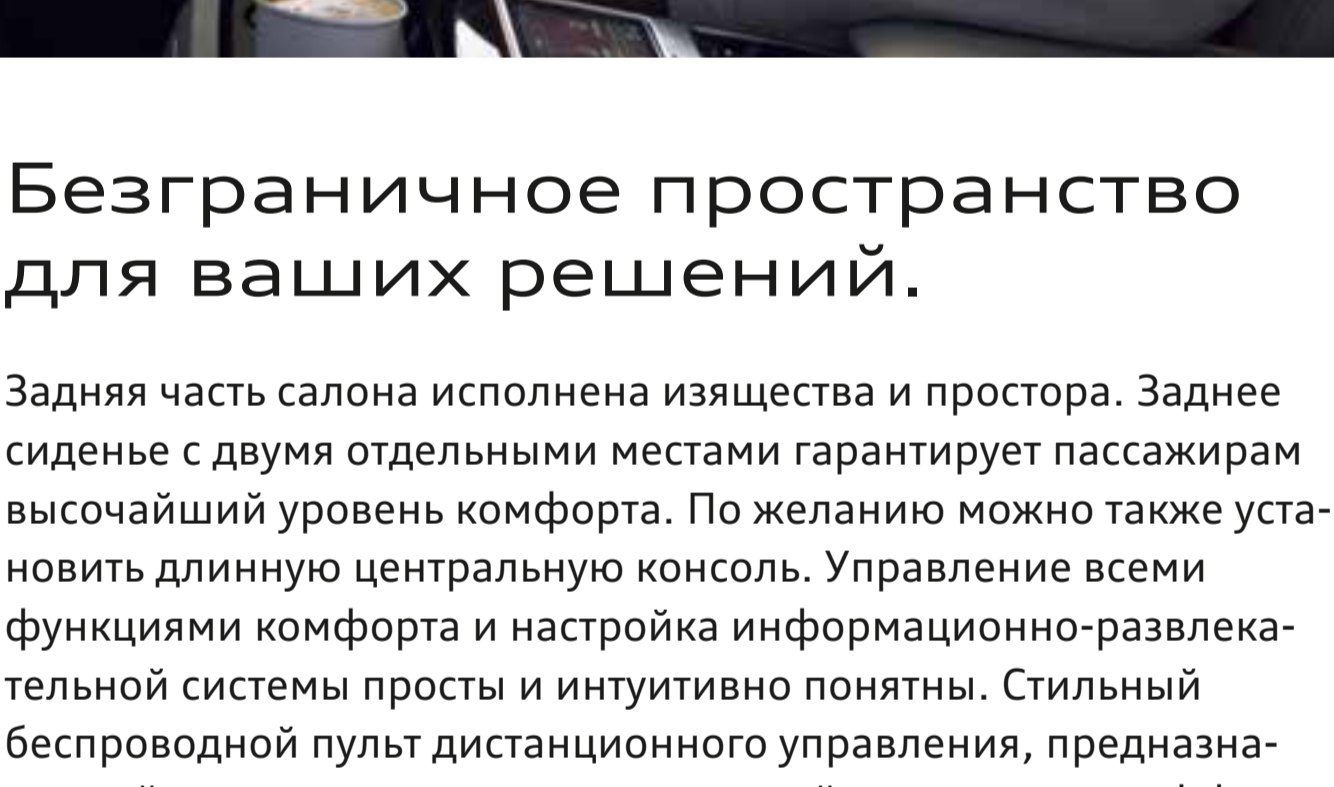 Безграничное пространство
для ваших решений.
Задняя часть салона исполнена изящества и простора. Заднее
сиденье с двумя отдельными местами гарантирует пассажирам
высочайший уровень комфорта. По желанию можно также уста-
новить длинную центральную консоль. Управление всеми
функциями комфорта и настройка информационно-развлека-
тельной системы просты и интуитивно понятны. Стильный
беспроводной пульт дистанционного управления, предназна-